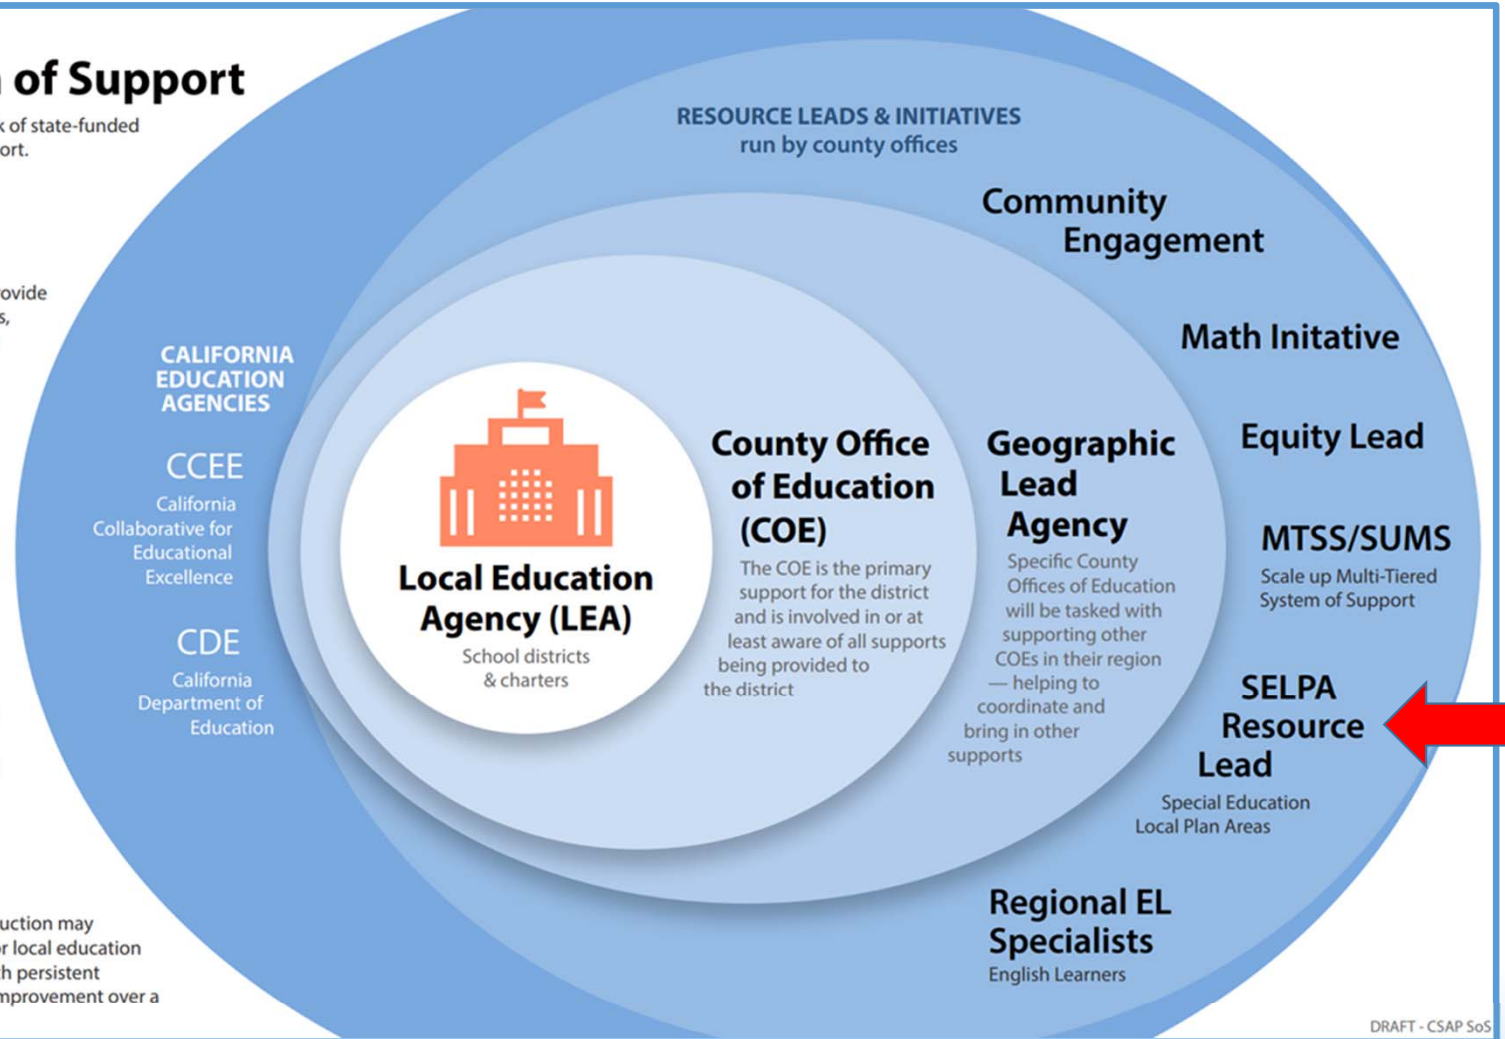 of Support
of state-funded
ort.
ovide
s,
CALIFORNIA
EDUCATION
AGENCIES
CCEE
California
Collaborative for
Educational
Excellence
CDE
California
Department of
Education
Local Education
Agency (LEA)
School districts
& charters
County Office
of Education
(COE)
The COE is the primary
support for the district
and is involved in or at
least aware of all supports
being provided to
the district
Geographic
Lead
Agency
Specific County
Offices of Education
will be tasked with
supporting other
COEs in their region
— helping to
coordinate and
bring in other
supports
RESOURCE LEADS & INITIATIVES
run by county offices
Community
Engagement
Math Initative
Equity Lead
MTSS/SUMS
Scale up Multi-Tiered
System of Support
SELPA
Resource
Lead
Special Education
Local Plan Areas
Regional EL
Specialists
English Learners
uction may
r local education
h persistent
mprovement over a
DRAFT - CSAP SoS